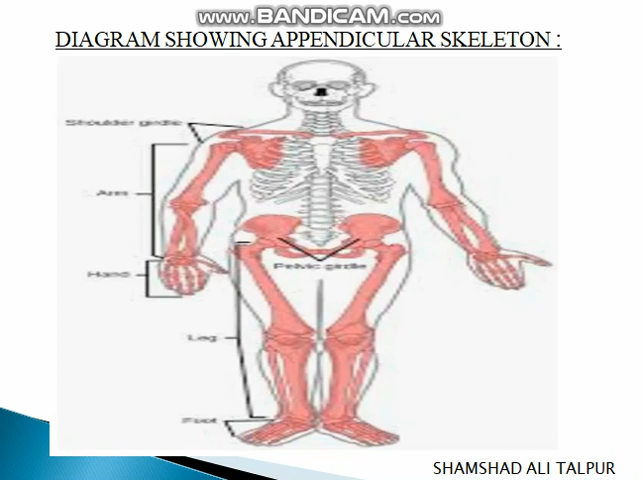 www.BANDICAM.com
DIAGRAM SHOWING APPENDICULAR SKELETON :
Shoulder girdle
Arm
Pelvic girdle
Hand
Leg
Foot
SHAMSHAD ALI TALPUR